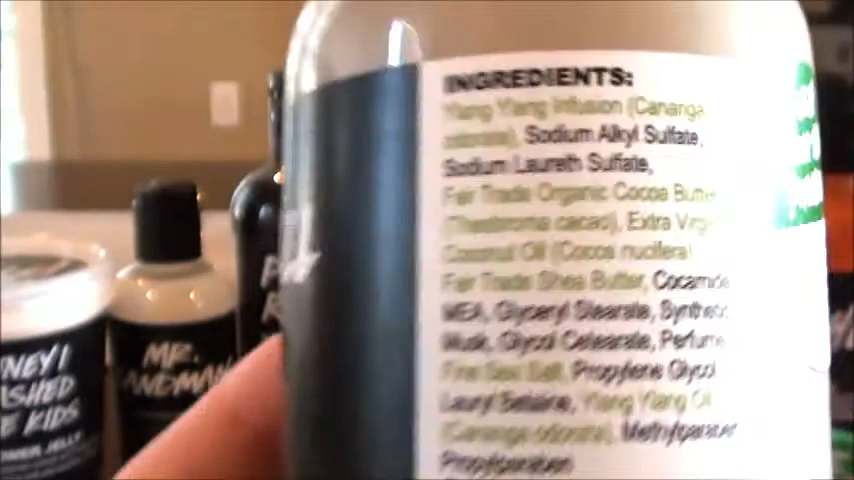 INGREDIENTS:
Ylang Ylang Infusion (Cananga
odorata), Sodium Alkyl Sulfate,
Sodium Laureth Sulfate,
Fair Trade Organic Cocoa Butter
(Theobroma cacao), Extra Virgin
Coconut Oil (Cocos nucifera)
Fair Trade Shea Butter, Cocamide
MEA, Glyceryl Stearate, Synthetic
Musk, Glycol Cetearate, Perfume,
Fine Sea Salt, Propylene Glycol,
Lauryl Betaine, Ylang Ylang Oil
(Cananga odorata), Methylparaben
Propylparaben
MR.
SANDMAN
ASHED
E KIDS